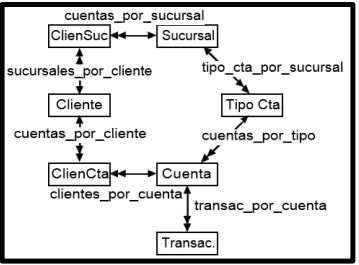 cuentas_por_sucursal
ClienSuc
Sucursal
sucursales_por_cliente
tipo_cta_por_sucursal
Cliente
Tipo Cta
cuentas_por_cliente
cuentas_por_tipo
ClienCta
Cuenta
clientes_por_cuenta
transac_por_cuenta
Transac.